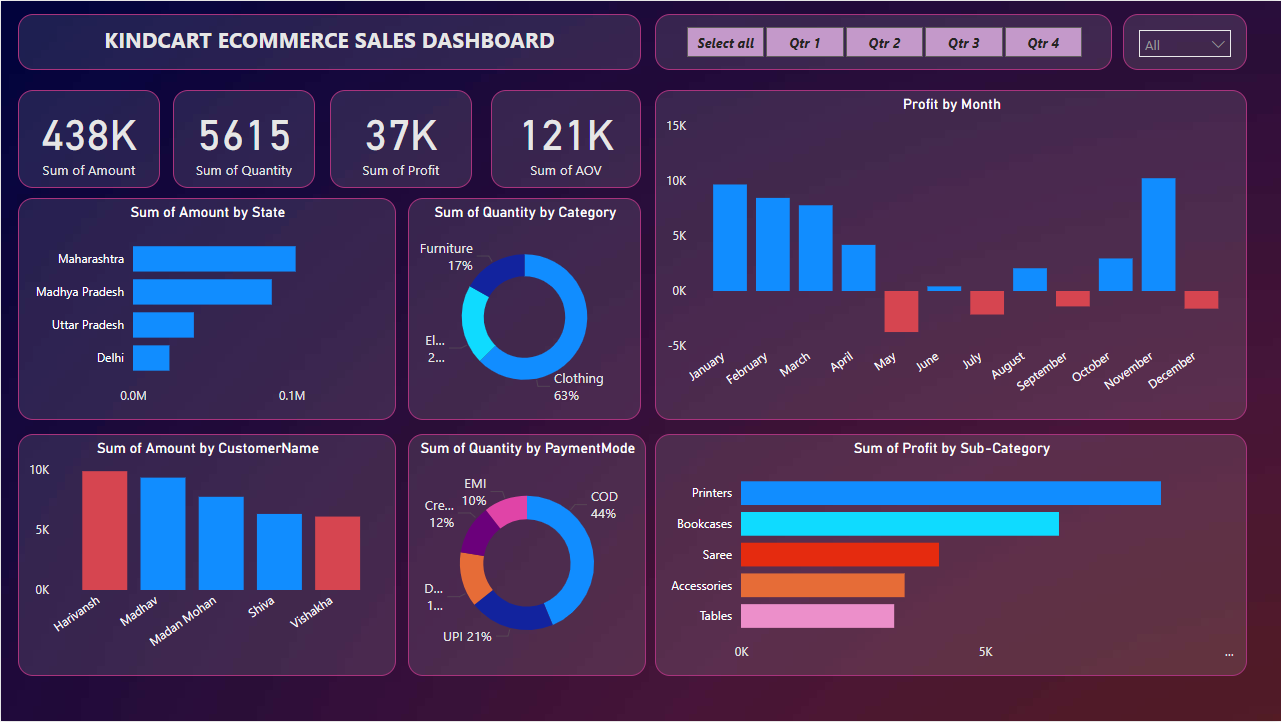 KINDCART ECOMMERCE SALES DASHBOARD
Select all
Qtr 1
Qtr 2
Qtr 3
Qtr 4
All
438K
Sum of Amount
5615
Sum of Quantity
37K
Sum of Profit
121K
Sum of AOV
Profit by Month
15K
10K
5K
0K
-5K
January
February
March
April
May
June
July
August
September
October
November
December
Sum of Amount by State
Maharashtra
Madhya Pradesh
Uttar Pradesh
Delhi
0.0M
0.1M
Sum of Quantity by Category
Furniture
17%
El...
2...
Clothing
63%
Sum of Amount by CustomerName
10K
5K
0K
Harivansh
Madhav
Madan Mohan
Shiva
Vishakha
Sum of Quantity by PaymentMode
EMI
10%
COD
44%
Cre...
12%
D...
1...
UPI 21%
Sum of Profit by Sub-Category
Printers
Bookcases
Saree
Accessories
Tables
0K
5K
...